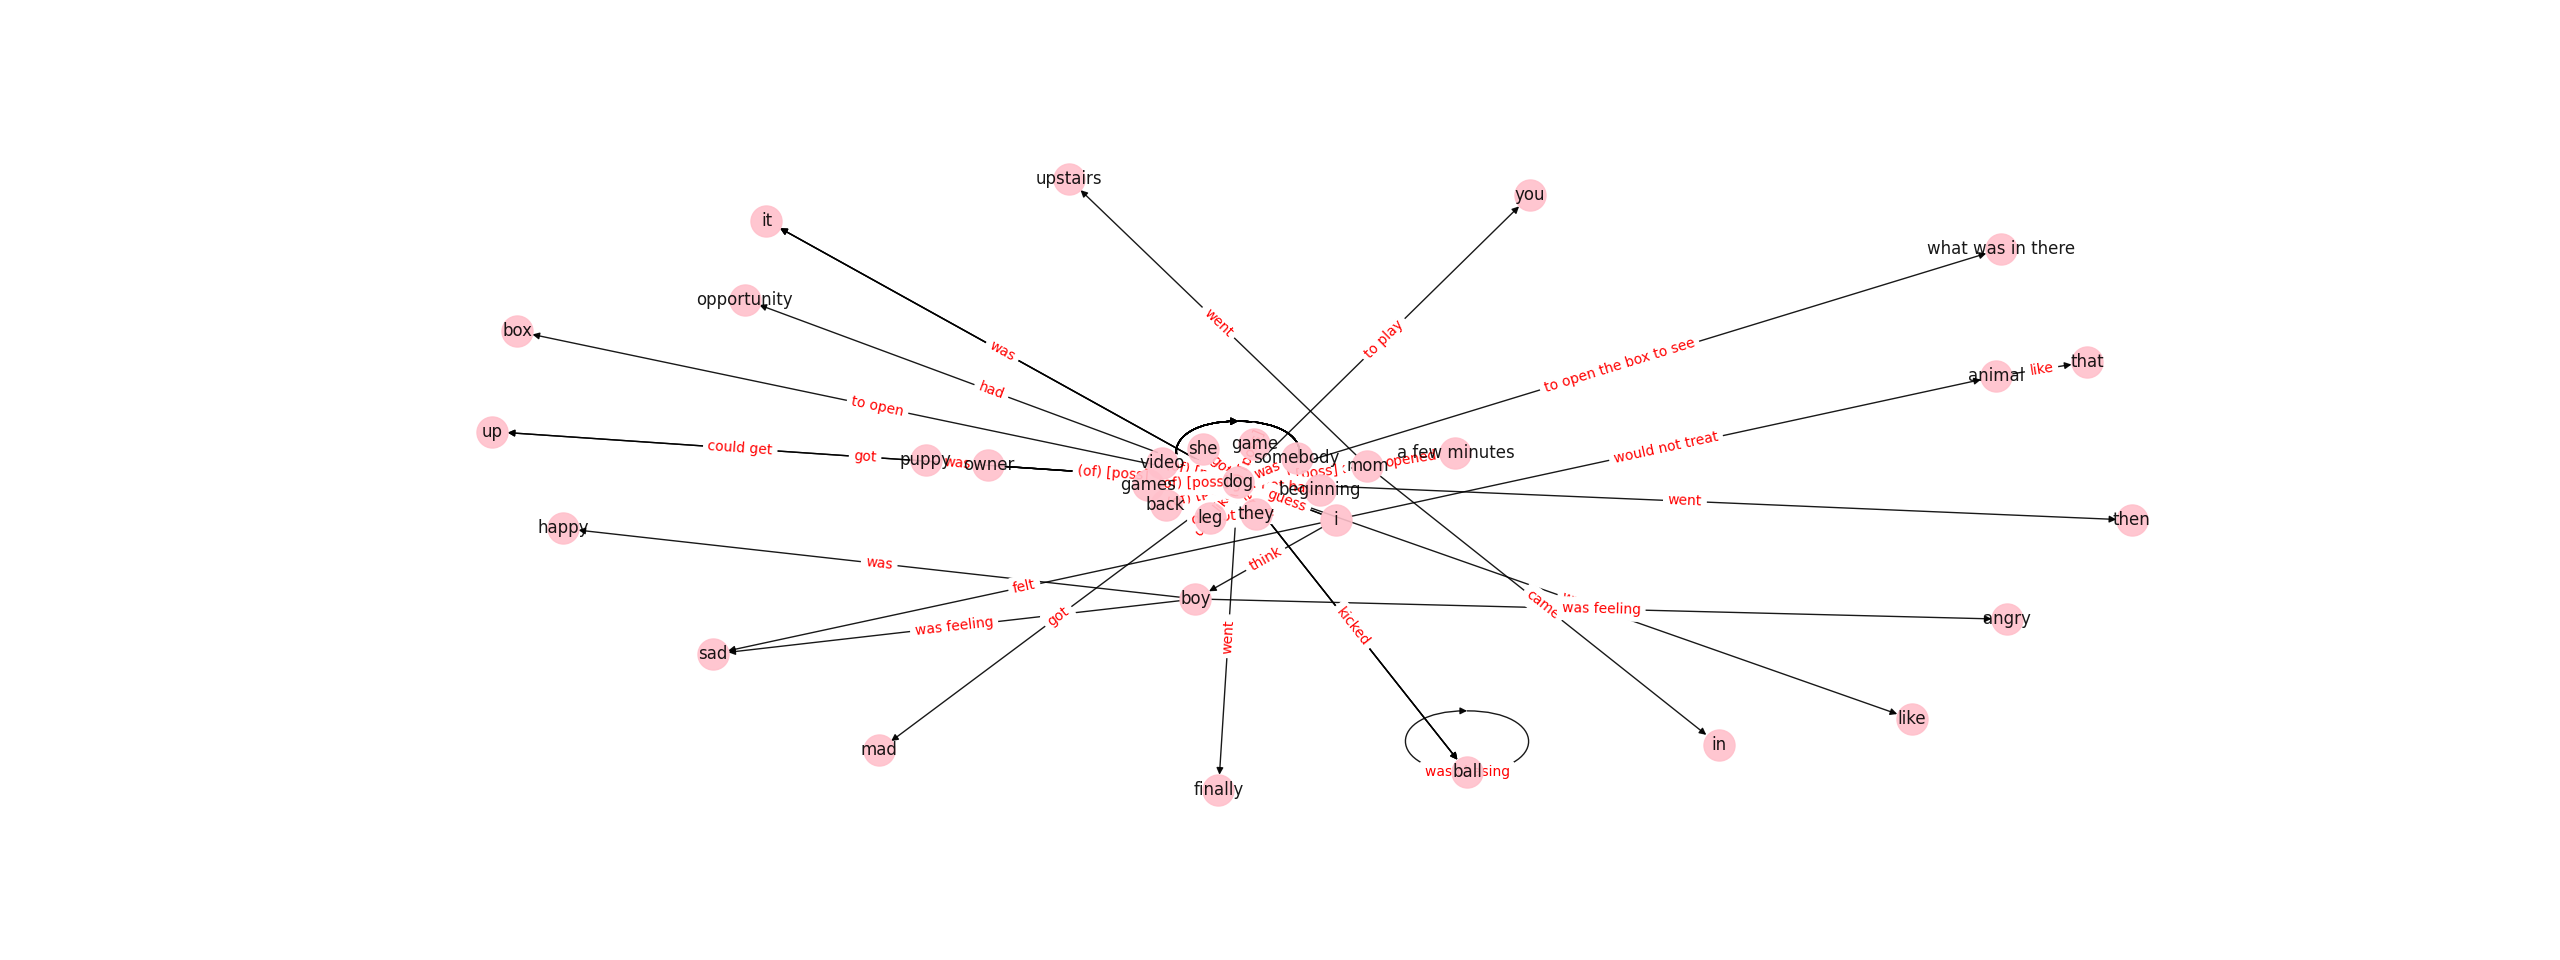 upstairs
you
it
what was in there
opportunity
went
box
to play
was
to open the box to see
that
like
animal
had
to open
up
could get
got
puppy
was
owner
(of) [poss
video
she
game
somebody
mom
opened
a few minutes
would not treat
games
of) [poss
dog
was
beginning
guess
back
leg
they
i
went
then
happy
was
think
felt
boy
was feeling
came
was feeling
angry
sad
got
went
kicked
mad
finally
ball
in
like